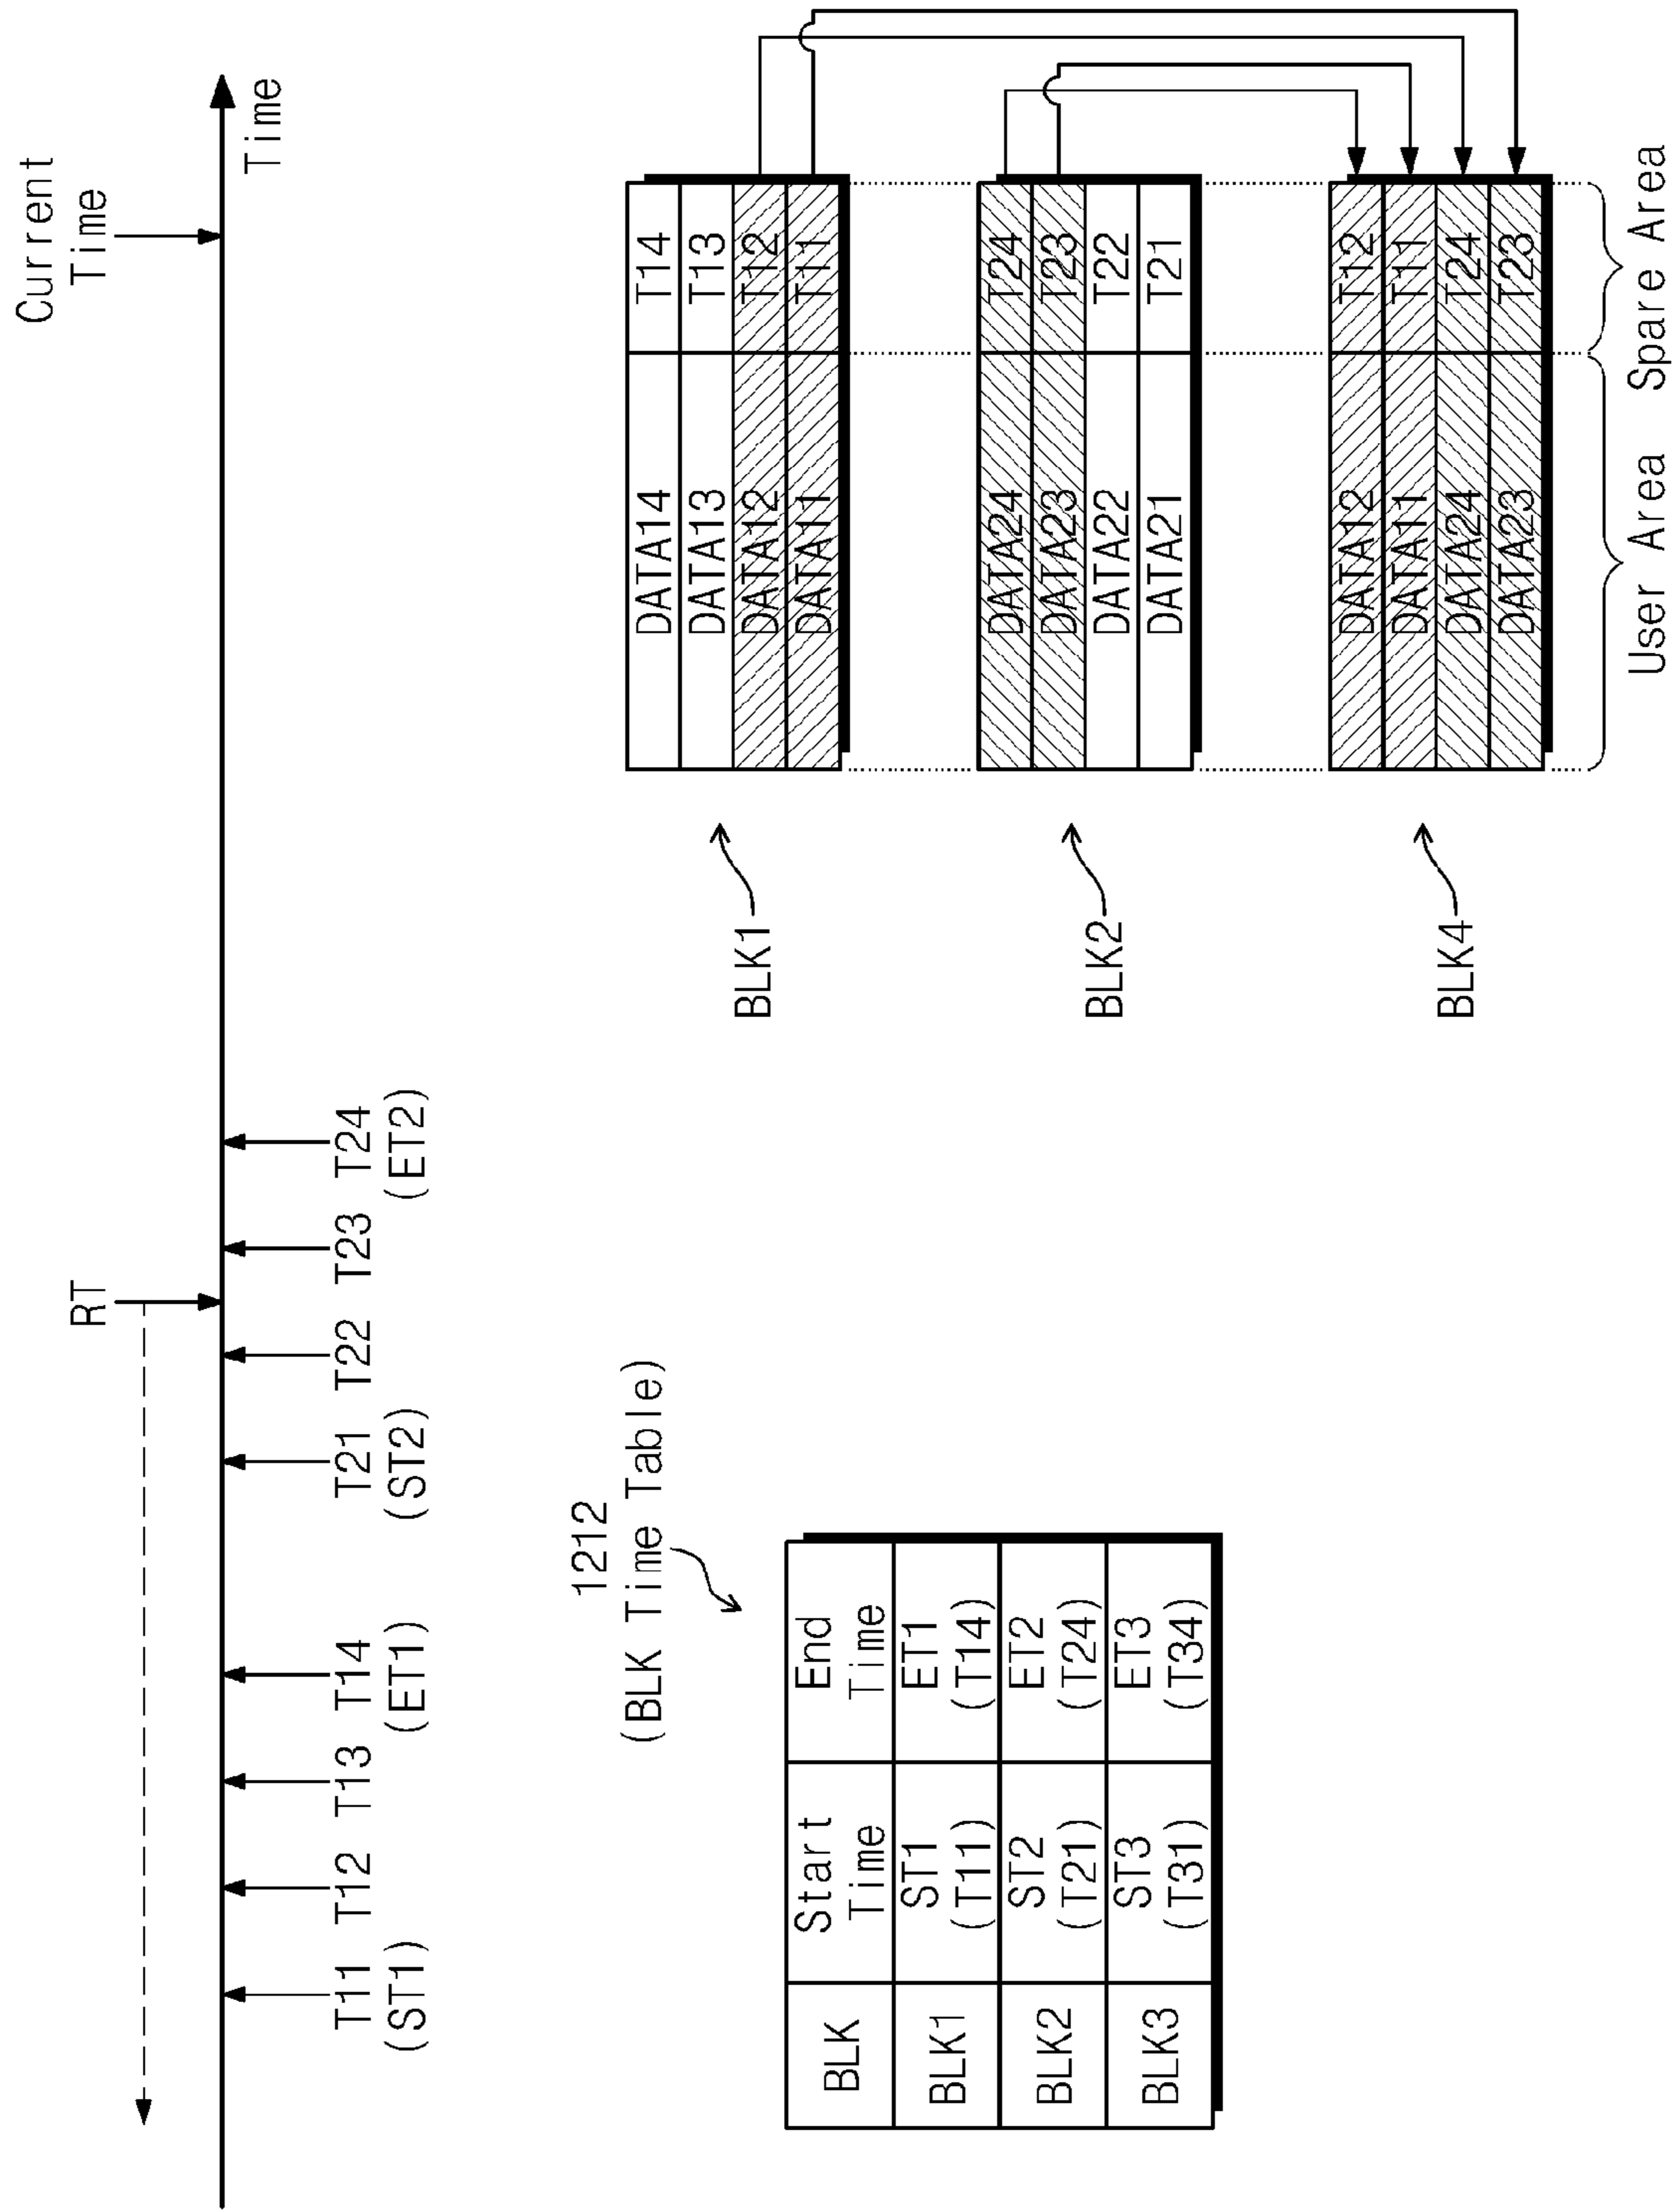 Current
Time
RT
Time
T11
(ST1)
T12
T13
T14
(ET1)
T21
(ST2)
T22
T23
T24
(ET2)
1212
(BLK Time Table)
BLK
Start
Time
End
Time
BLK1
ST1
(T11)
ET1
(T14)
BLK2
ST2
(T21)
ET2
(T24)
BLK3
ST3
(T31)
ET3
(T34)
BLK1
DATA14 T14
DATA13 T13
DATA12 T12
DATA11 T11
BLK2
DATA24 T24
DATA23 T23
DATA22 T22
DATA21 T21
BLK4
DATA12 T12
DATA11 T11
DATA24 T24
DATA23 T23
User Area Spare Area